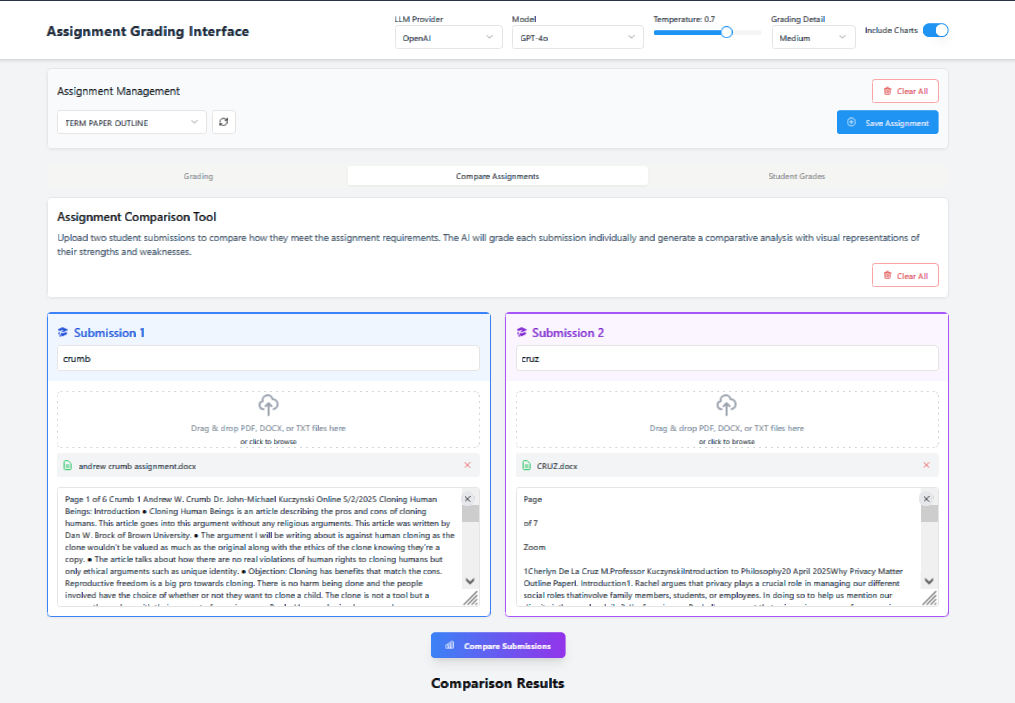 Assignment Grading Interface
LLM Provider
OpenAI
Model
GPT-4o
Temperature: 0.7
Grading Detail
Medium
Include Charts
Assignment Management
Clear All
TERM PAPER OUTLINE
Save Assignment
Grading
Compare Assignments
Student Grades
Assignment Comparison Tool
Upload two student submissions to compare how they meet the assignment requirements. The AI will grade each submission individually and generate a comparative analysis with visual representations of
their strengths and weaknesses.
Clear All
Submission 1
crumb
Drag & drop PDF, DOCX, or TXT files here
or click to browse
andrew crumb assignment.docx
Page 1 of 6 Crumb 1 Andrew W. Crumb Dr. John-Michael Kuczynski Online 5/2/2025 Cloning Human
Beings: Introduction ● Cloning Human Beings is an article describing the pros and cons of cloning
humans. This article goes into this argument without any religious arguments. This article was written by
Dan W. Brock of Brown University. ● The argument I will be writing about is against human cloning as the
clone wouldn't be valued as much as the original along with the ethics of the clone knowing they're a
copy. ● The article talks about how there are no real violations of human rights to cloning humans but
only ethical arguments such as unique identity. ● Objection: Cloning has benefits that match the cons.
Reproductive freedom is a big pro towards cloning. There is no harm being done and the people
involved have the choice of whether or not they want to clone a child. The clone is not a tool but a
Submission 2
cruz
Drag & drop PDF, DOCX, or TXT files here
or click to browse
CRUZ.docx
Page
of 7
Zoom
1Cherlyn De La Cruz M.Professor KuczynskiIntroduction to Philosophy20 April 2025Why Privacy Matter
Outline PaperI. Introduction1. Rachel argues that privacy plays a crucial role in managing our different
social roles thatinvolve family members, students, or employees. In doing so to help us mention our
Compare Submissions
Comparison Results